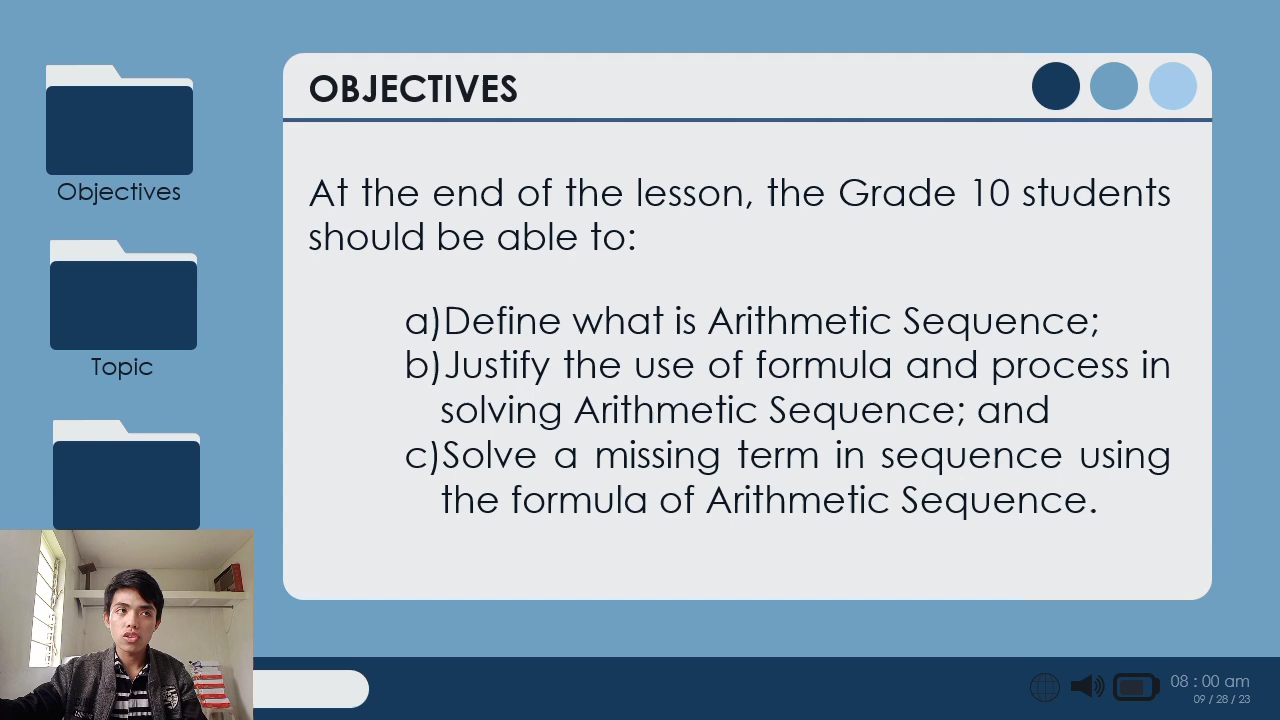 OBJECTIVES
Objectives
At the end of the lesson, the Grade 10 students
should be able to:
a)Define what is Arithmetic Sequence;
b)Justify the use of formula and process in
solving Arithmetic Sequence; and
c)Solve a missing term in sequence using
the formula of Arithmetic Sequence.
Topic
08 : 00 am
09 / 28 / 23